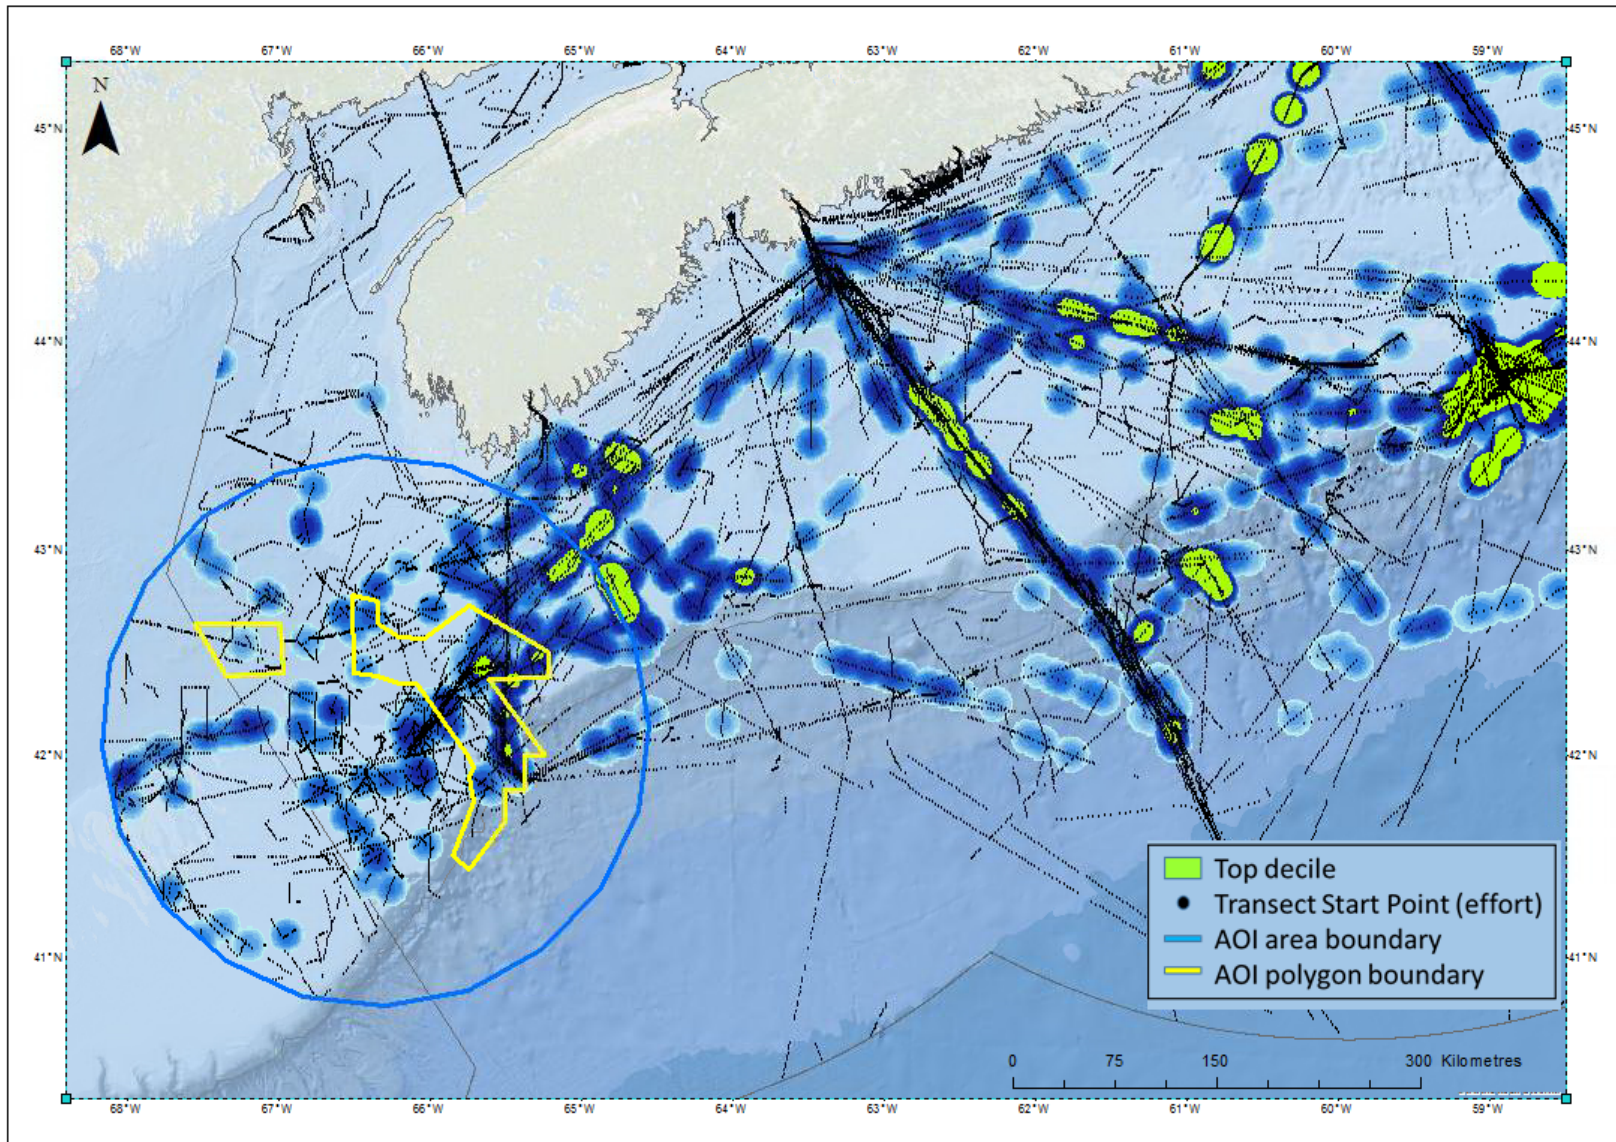 68°W 67°W 66°W 65°W 64°W 63°W 62°W 61°W 60°W 59°W
N
45°N 45°N
44°N 44°N
43°N 43°N
42°N 42°N
41°N 41°N
Top decile
Transect Start Point (effort)
AOI area boundary
AOI polygon boundary
0 75 150 300 Kilometres
68°W 67°W 66°W 65°W 64°W 63°W 62°W 61°W 60°W 59°W